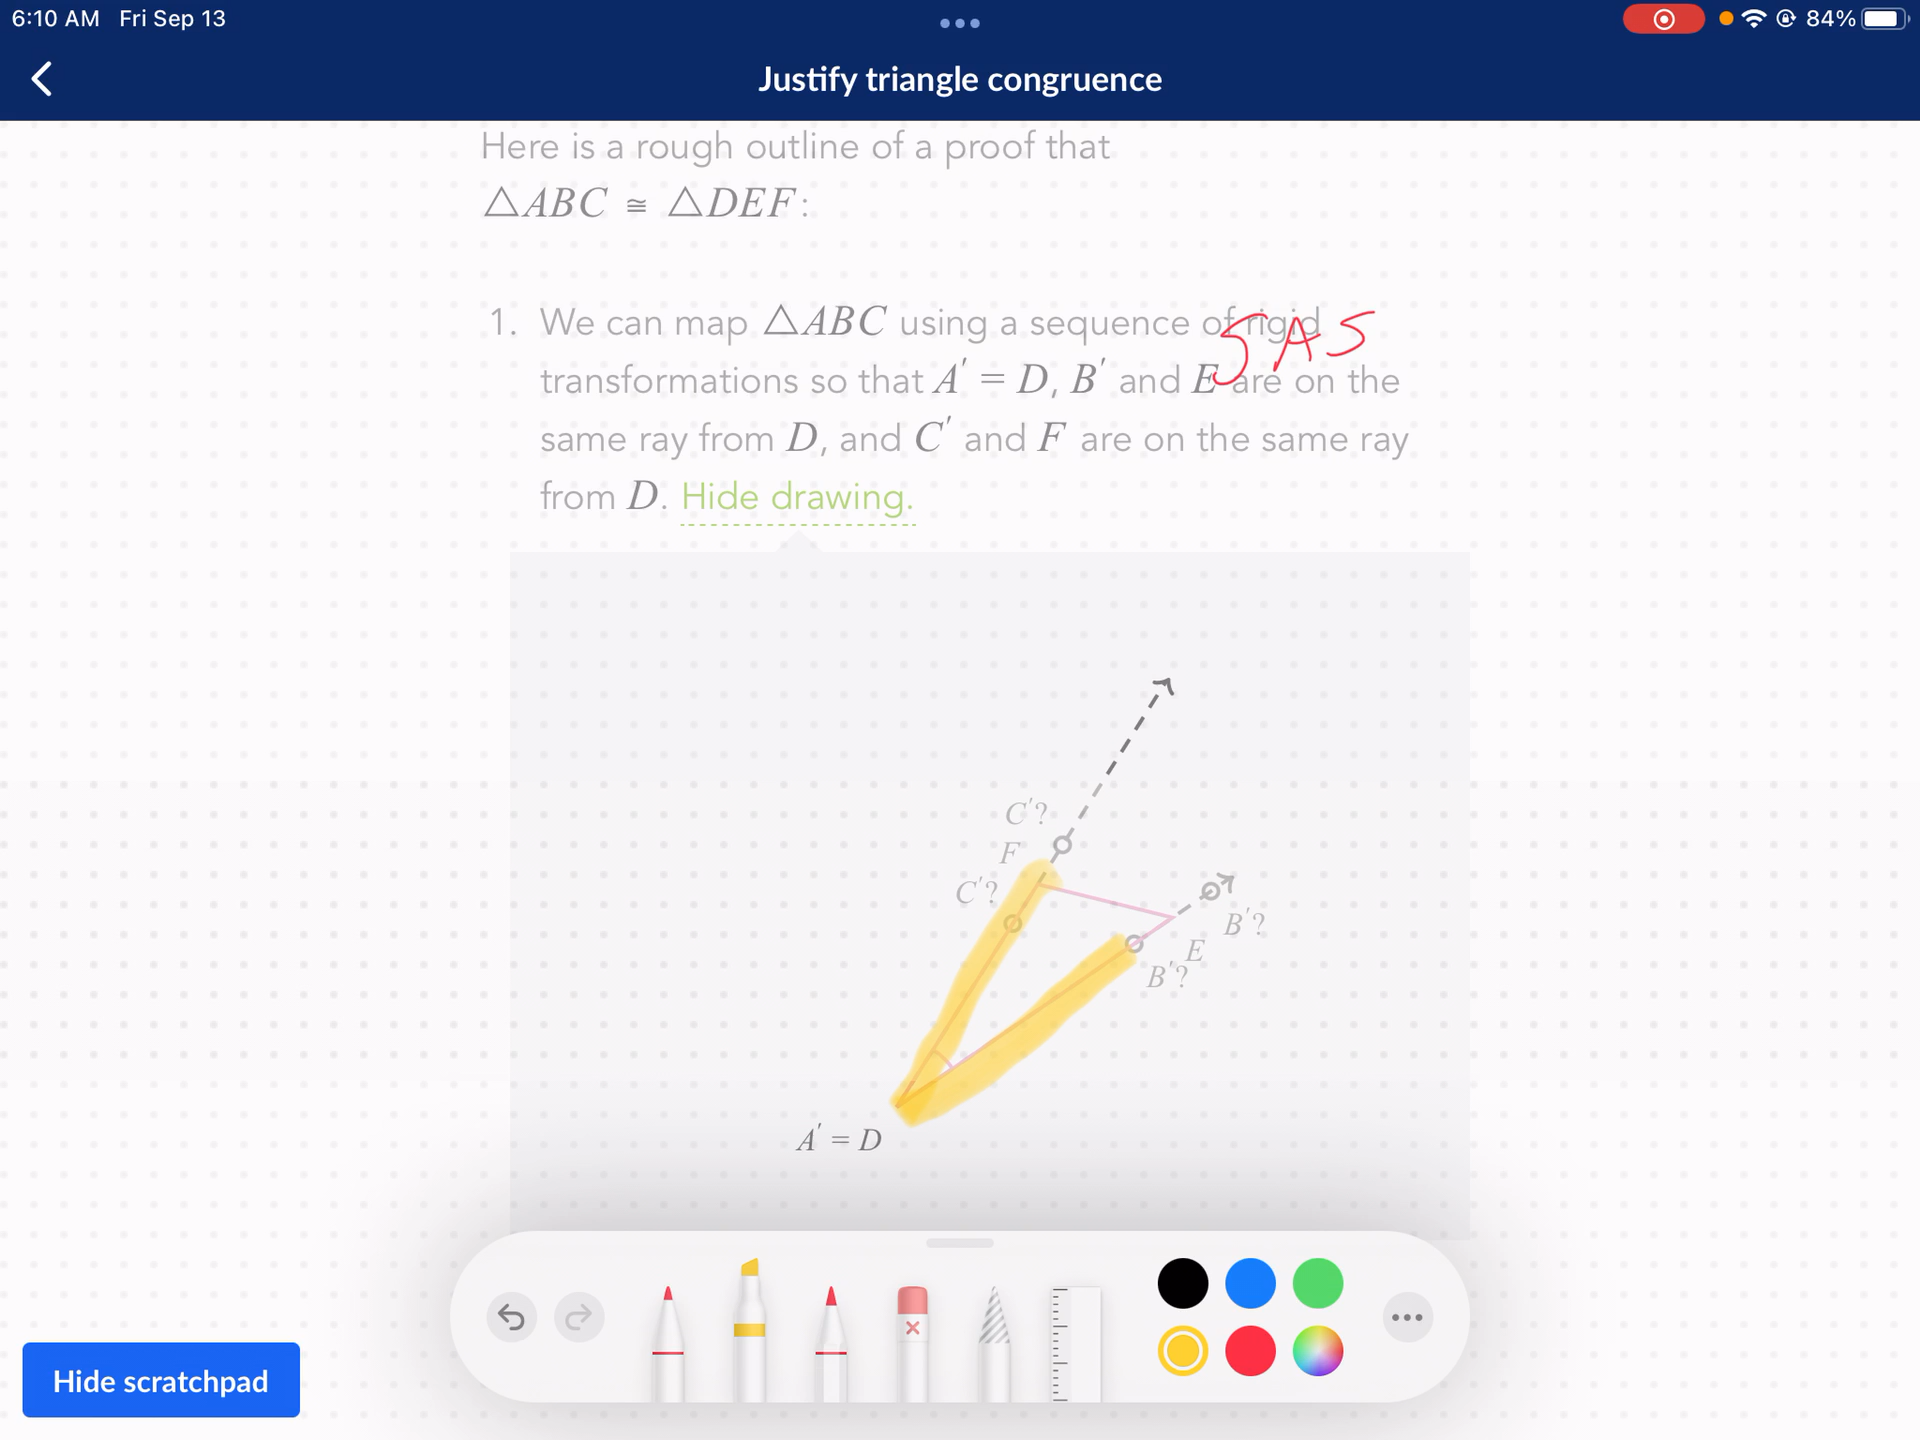 6:10 AM Fri Sep 13
84%
Justify triangle congruence
Here is a rough outline of a proof that
△ABC ≅ △DEF:
1. We can map △ABC using a sequence of rigid
SAS
transformations so that A′ = D, B′ and E are on the
same ray from D, and C′ and F are on the same ray
from D. Hide drawing.
C′?
F
C′?
B′?
E
B′?
A′ = D
Hide scratchpad